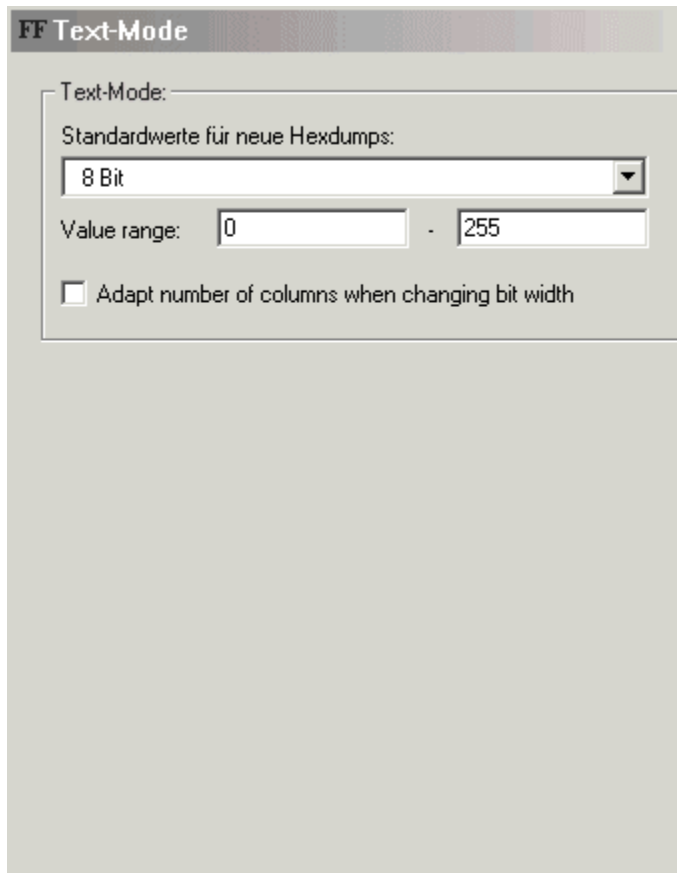 FF Text-Mode
Text-Mode:
Standardwerte für neue Hexdumps:
8 Bit
Value range: 0 - 255
Adapt number of columns when changing bit width